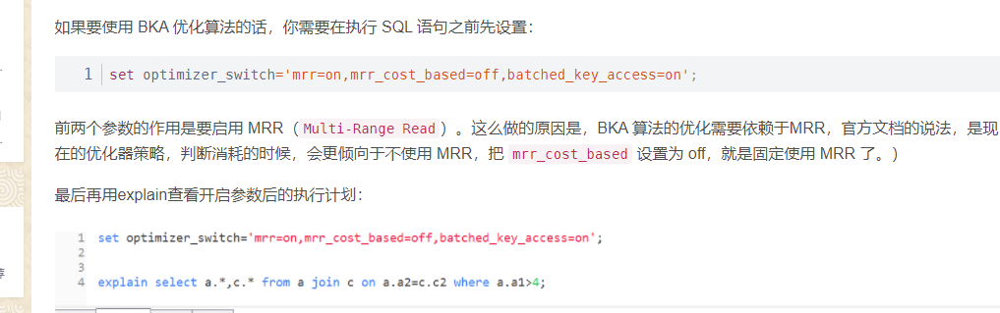 如果要使用 BKA 优化算法的话，你需要在执行 SQL 语句之前先设置：
1 set optimizer_switch='mrr=on,mrr_cost_based=off,batched_key_access=on';
前两个参数的作用是要启用 MRR（Multi-Range Read）。这么做的原因是，BKA 算法的优化需要依赖于MRR，官方文档的说法，是现
在的优化器策略，判断消耗的时候，会更倾向于不使用 MRR，把 mrr_cost_based 设置为 off，就是固定使用 MRR 了。）
最后再用explain查看开启参数后的执行计划：
1 set optimizer_switch='mrr=on,mrr_cost_based=off,batched_key_access=on';
2
3
4 explain select a.*,c.* from a join c on a.a2=c.c2 where a.a1>4;